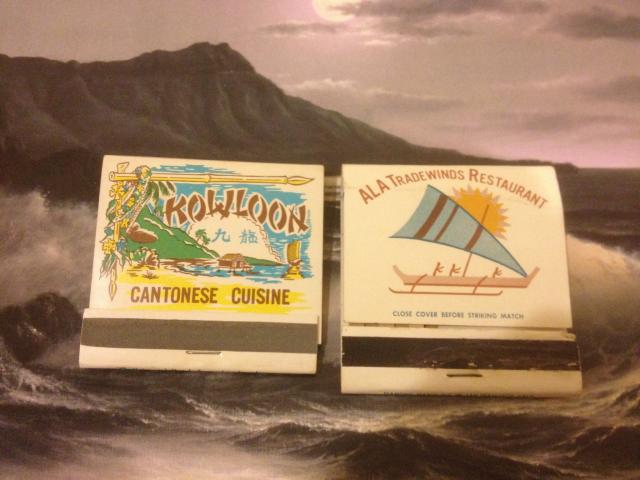 KOWLOON
九龍
CANTONESE CUISINE
ALA TRADEWINDS RESTAURANT
CLOSE COVER BEFORE STRIKING MATCH